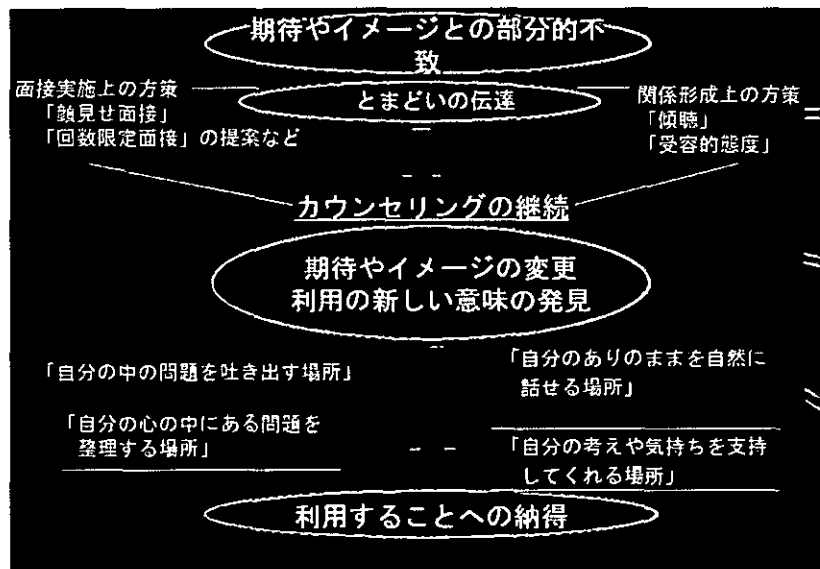 期待やイメージとの部分的不
致
面接実施上の方策
「顔見せ面接」
「回数限定面接」の提案など
とまどいの伝達
関係形成上の方策
「傾聴」
「受容的態度」
カウンセリングの継続
期待やイメージの変更
利用の新しい意味の発見
「自分の中の問題を吐き出す場所」
「自分の心の中にある問題を
整理する場所」
「自分のありのままを自然に
話せる場所」
「自分の考えや気持ちを支持
してくれる場所」
利用することへの納得